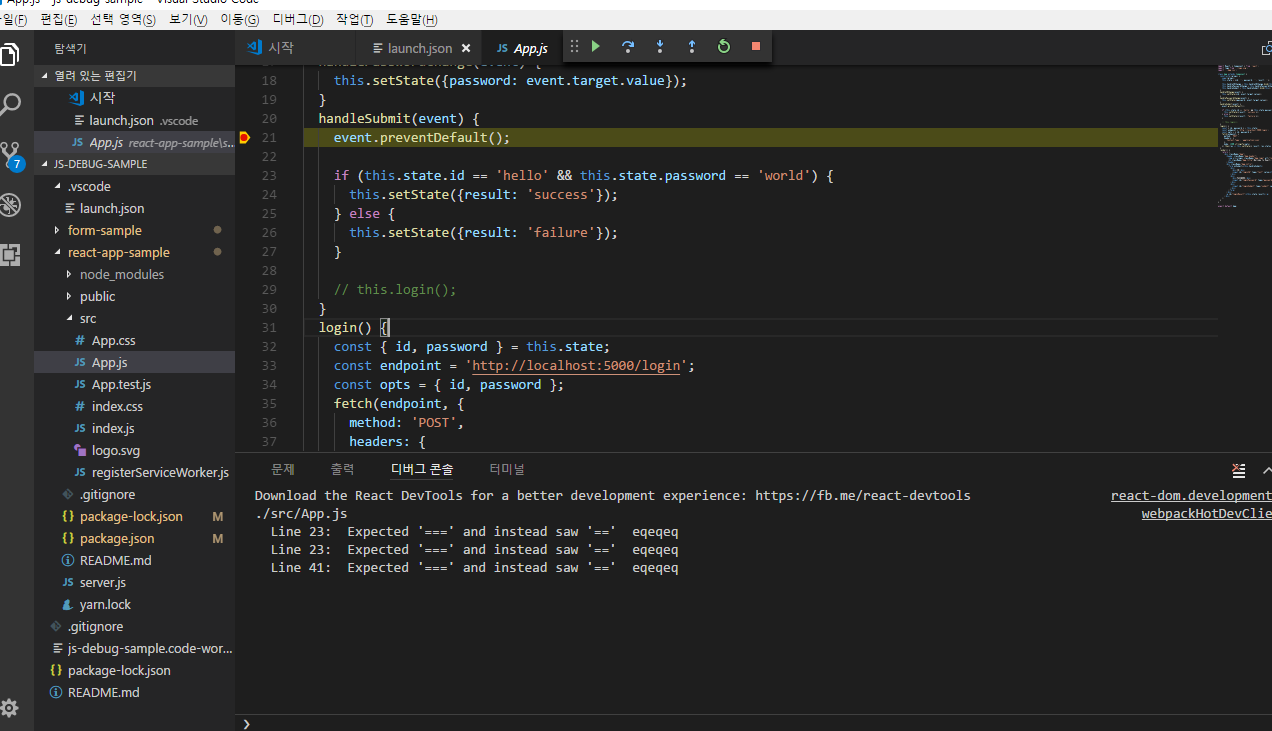 App.js - js-debug-sample - Visual Studio Code
편집(E) 선택 영역(S) 보기(V) 이동(G) 디버그(D) 작업(T) 도움말(H)
탐색기
열려 있는 편집기
시작
launch.json .vscode
App.js react-app-sample\s...
JS-DEBUG-SAMPLE
.vscode
launch.json
form-sample
react-app-sample
node_modules
public
src
# App.css
JS App.js
JS App.test.js
# index.css
JS index.js
logo.svg
JS registerServiceWorker.js
.gitignore
{} package-lock.json M
{} package.json M
README.md
JS server.js
yarn.lock
.gitignore
js-debug-sample.code-wor...
{} package-lock.json
README.md
7
시작
launch.json
JS App.js
18 this.setState({password: event.target.value});
19 }
20 handleSubmit(event) {
21 event.preventDefault();
22
23 if (this.state.id == 'hello' && this.state.password == 'world') {
24 this.setState({result: 'success'});
25 } else {
26 this.setState({result: 'failure'});
27 }
28
29 // this.login();
30 }
31 login() {
32 const { id, password } = this.state;
33 const endpoint = 'http://localhost:5000/login';
34 const opts = { id, password };
35 fetch(endpoint, {
36 method: 'POST',
37 headers: {
문제 출력 디버그 콘솔 터미널
Download the React DevTools for a better development experience: https://fb.me/react-devtools react-dom.development
./src/App.js webpackHotDevClie
Line 23: Expected '===' and instead saw '==' eqeqeq
Line 23: Expected '===' and instead saw '==' eqeqeq
Line 41: Expected '===' and instead saw '==' eqeqeq